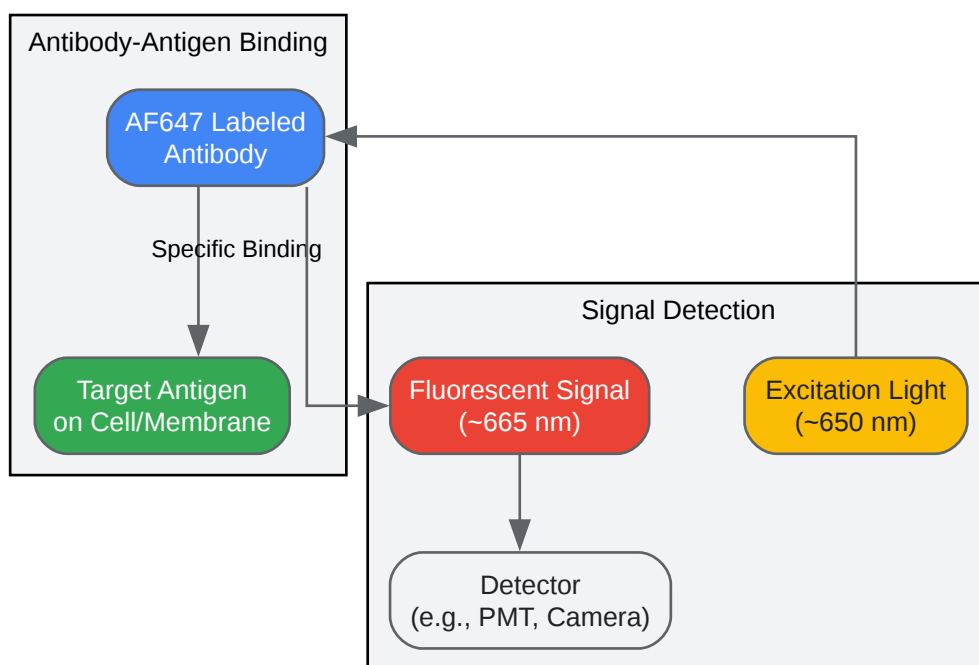 Antibody-Antigen Binding
AF647 Labeled
Antibody
Specific Binding
Target Antigen
on Cell/Membrane
Signal Detection
Fluorescent Signal
(~665 nm)
Excitation Light
(~650 nm)
Detector
(e.g., PMT, Camera)